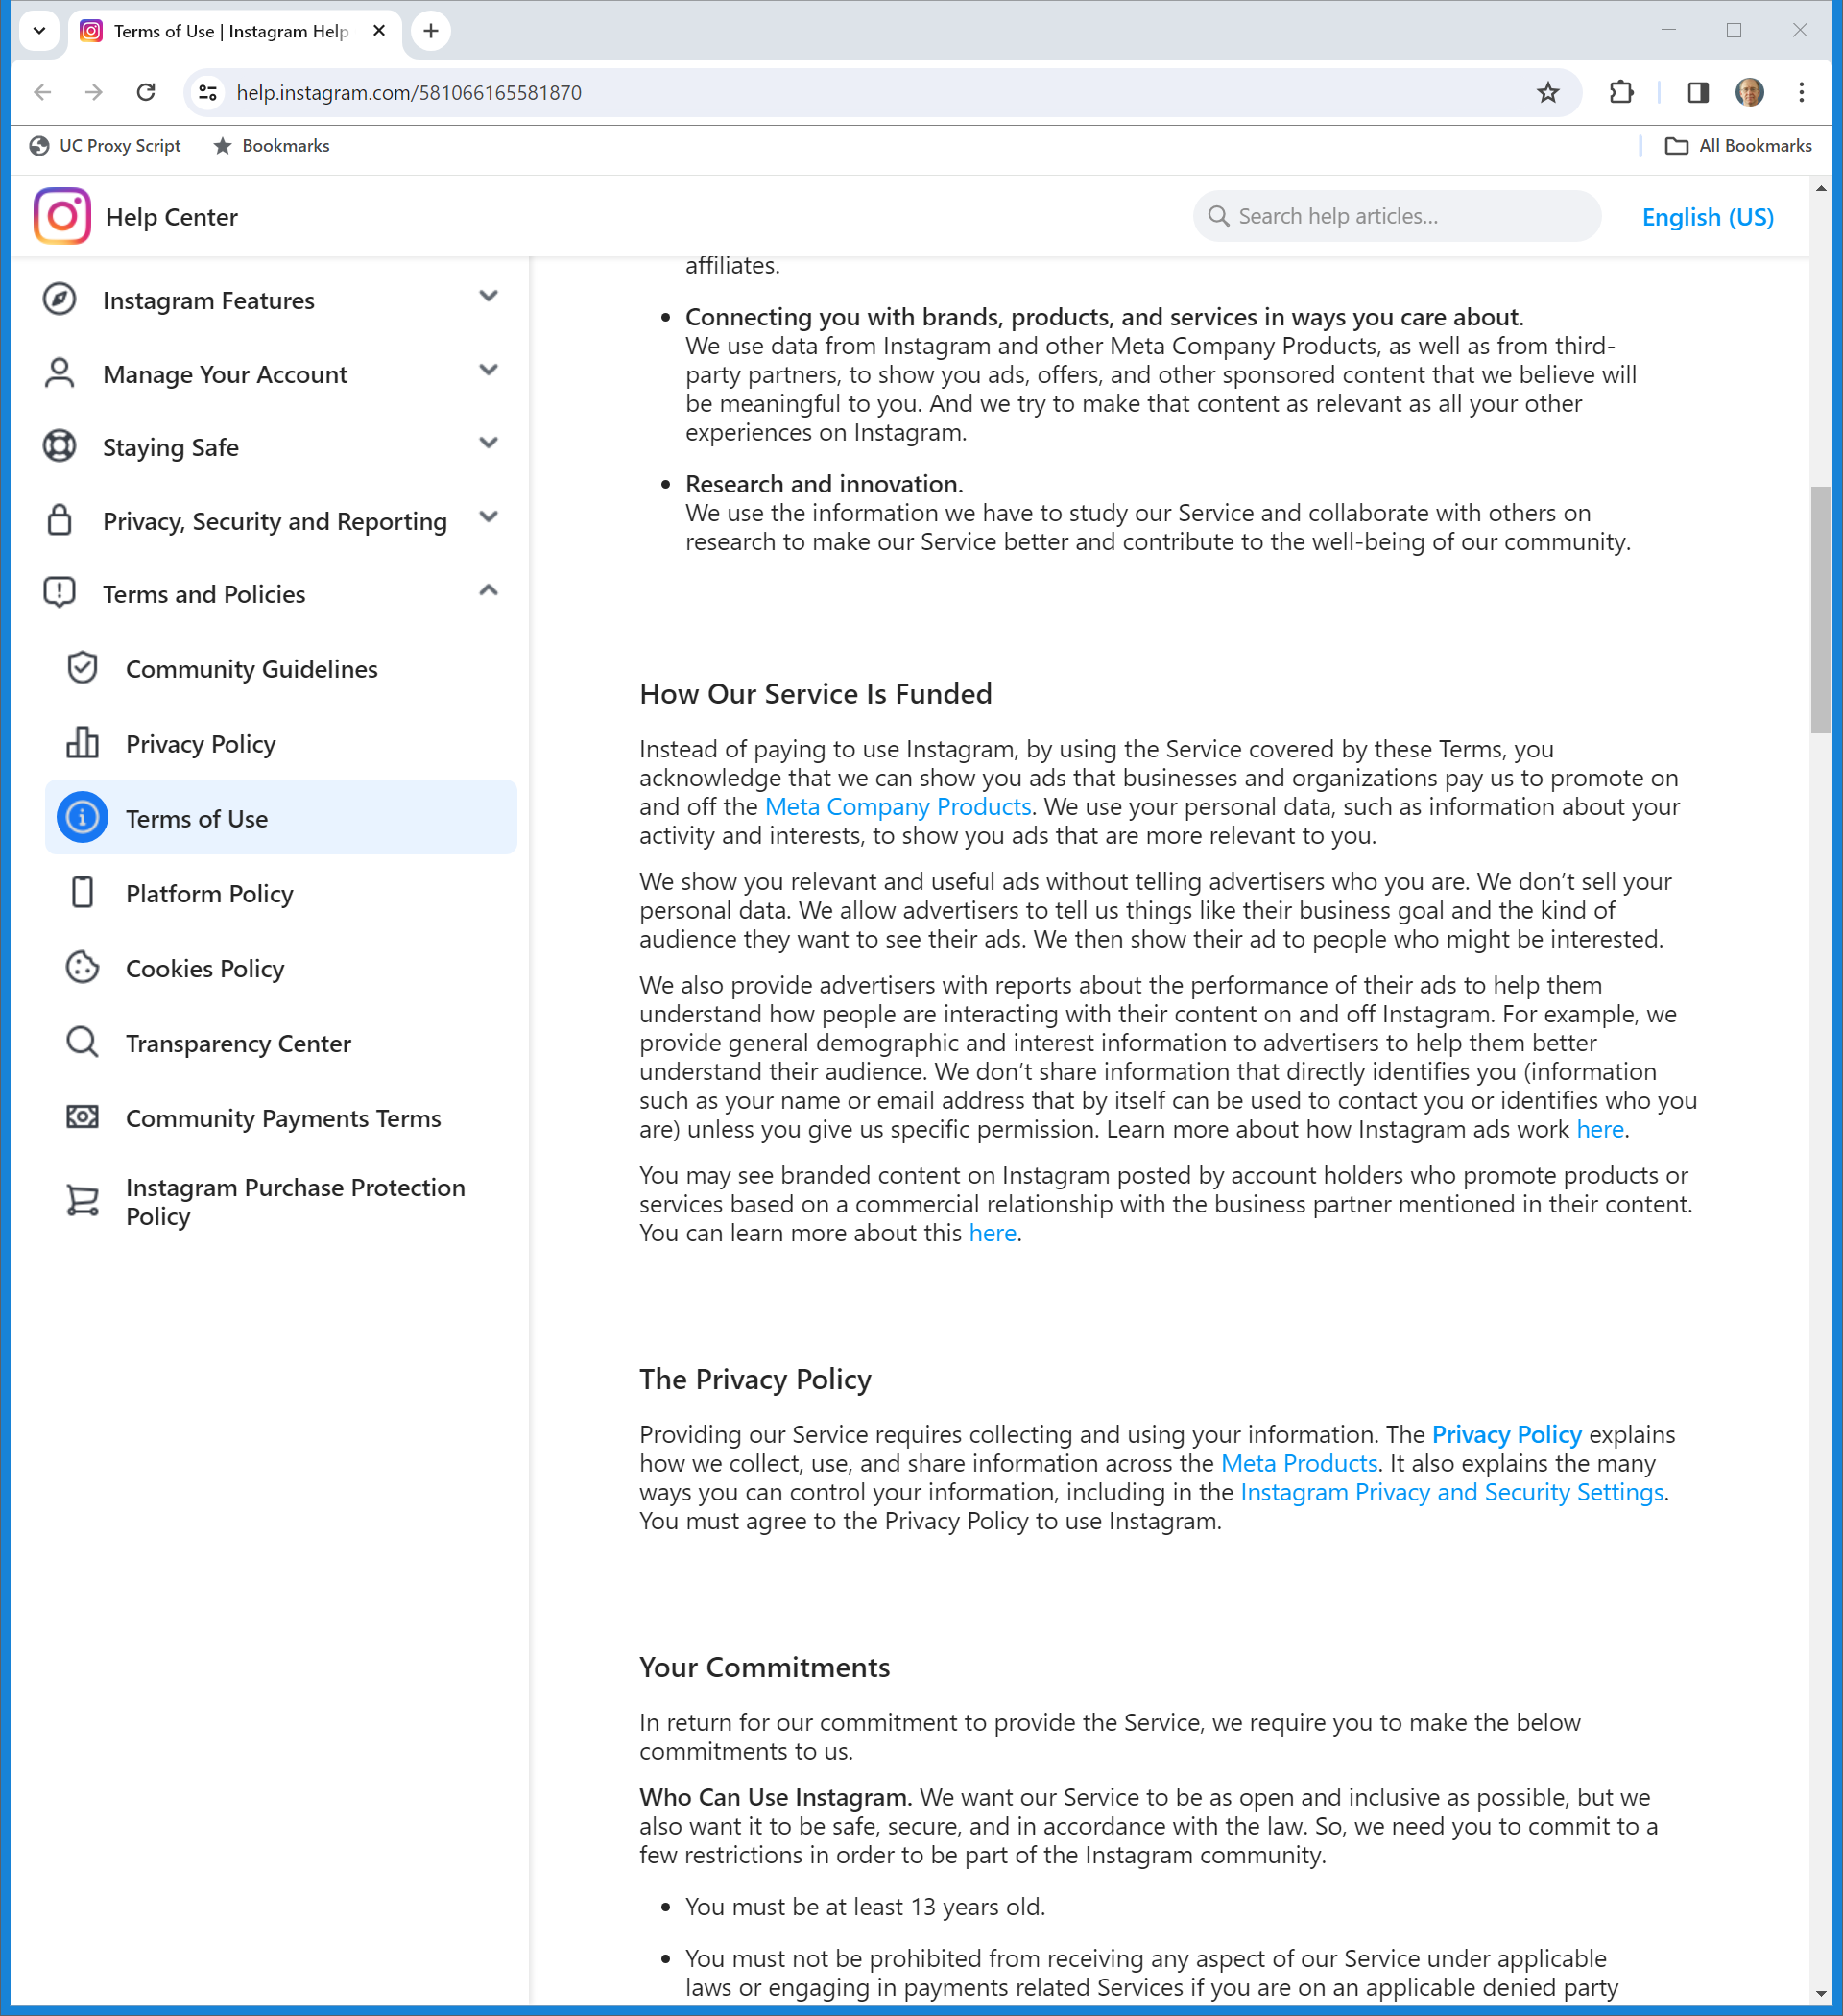 Terms of Use | Instagram Help
help.instagram.com/581066165581870
UC Proxy Script
Bookmarks
All Bookmarks
Help Center
Search help articles...
English (US)
Instagram Features
Manage Your Account
Staying Safe
Privacy, Security and Reporting
Terms and Policies
Community Guidelines
Privacy Policy
Terms of Use
Platform Policy
Cookies Policy
Transparency Center
Community Payments Terms
Instagram Purchase Protection
Policy
affiliates.
• Connecting you with brands, products, and services in ways you care about.
We use data from Instagram and other Meta Company Products, as well as from third-
party partners, to show you ads, offers, and other sponsored content that we believe will
be meaningful to you. And we try to make that content as relevant as all your other
experiences on Instagram.
• Research and innovation.
We use the information we have to study our Service and collaborate with others on
research to make our Service better and contribute to the well-being of our community.
How Our Service Is Funded
Instead of paying to use Instagram, by using the Service covered by these Terms, you
acknowledge that we can show you ads that businesses and organizations pay us to promote on
and off the Meta Company Products. We use your personal data, such as information about your
activity and interests, to show you ads that are more relevant to you.
We show you relevant and useful ads without telling advertisers who you are. We don’t sell your
personal data. We allow advertisers to tell us things like their business goal and the kind of
audience they want to see their ads. We then show their ad to people who might be interested.
We also provide advertisers with reports about the performance of their ads to help them
understand how people are interacting with their content on and off Instagram. For example, we
provide general demographic and interest information to advertisers to help them better
understand their audience. We don’t share information that directly identifies you (information
such as your name or email address that by itself can be used to contact you or identifies who you
are) unless you give us specific permission. Learn more about how Instagram ads work here.
You may see branded content on Instagram posted by account holders who promote products or
services based on a commercial relationship with the business partner mentioned in their content.
You can learn more about this here.
The Privacy Policy
Providing our Service requires collecting and using your information. The Privacy Policy explains
how we collect, use, and share information across the Meta Products. It also explains the many
ways you can control your information, including in the Instagram Privacy and Security Settings.
You must agree to the Privacy Policy to use Instagram.
Your Commitments
In return for our commitment to provide the Service, we require you to make the below
commitments to us.
Who Can Use Instagram. We want our Service to be as open and inclusive as possible, but we
also want it to be safe, secure, and in accordance with the law. So, we need you to commit to a
few restrictions in order to be part of the Instagram community.
• You must be at least 13 years old.
• You must not be prohibited from receiving any aspect of our Service under applicable
laws or engaging in payments related Services if you are on an applicable denied party